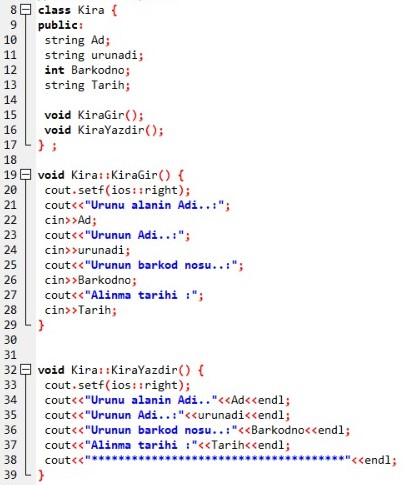 8 class Kira {
9 public:
10 string Ad;
11 string urunadi;
12 int Barkodno;
13 string Tarih;
14
15 void KiraGir();
16 void KiraYazdir();
17 } ;
18
19 void Kira::KiraGir() {
20 cout.setf(ios::right);
21 cout<<"Urunu alanin Adi..:";
22 cin>>Ad;
23 cout<<"Urunun Adi..:";
24 cin>>urunadi;
25 cout<<"Urunun barkod nosu..:";
26 cin>>Barkodno;
27 cout<<"Alinma tarihi :";
28 cin>>Tarih;
29 }
30
31
32 void Kira::KiraYazdir() {
33 cout.setf(ios::right);
34 cout<<"Urunu alanin Adi.."<<Ad<<endl;
35 cout<<"Urunun Adi..:"<<urunadi<<endl;
36 cout<<"Urunun barkod nosu..:"<<Barkodno<<endl;
37 cout<<"Alinma tarihi :"<<Tarih<<endl;
38 cout<<"**************************************"<<endl;
39 }